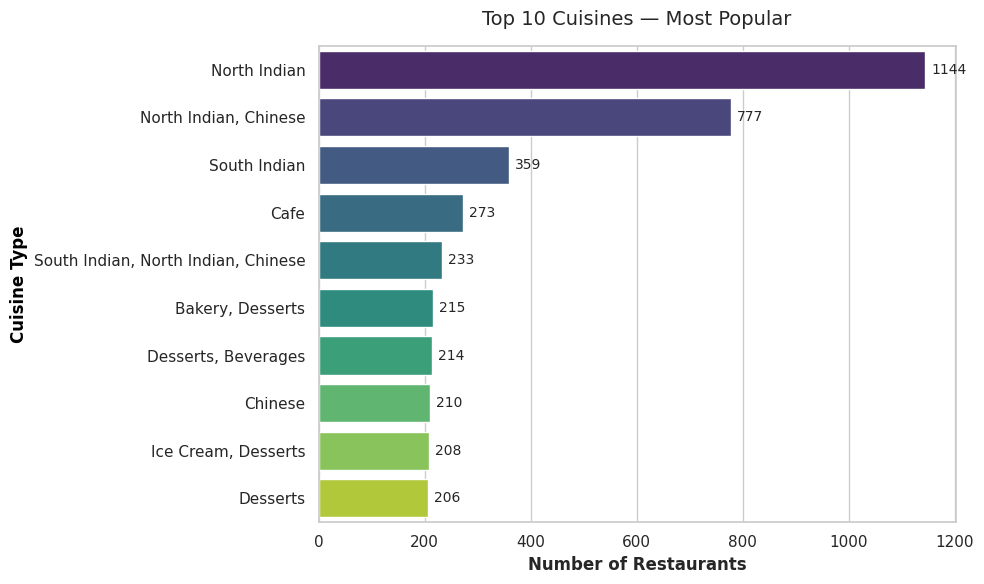 Top 10 Cuisines — Most Popular
North Indian
1144
North Indian, Chinese
777
South Indian
359
Cafe
273
South Indian, North Indian, Chinese
233
Bakery, Desserts
215
Desserts, Beverages
214
Chinese
210
Ice Cream, Desserts
208
Desserts
206
Cuisine Type
0 200 400 600 800 1000 1200
Number of Restaurants